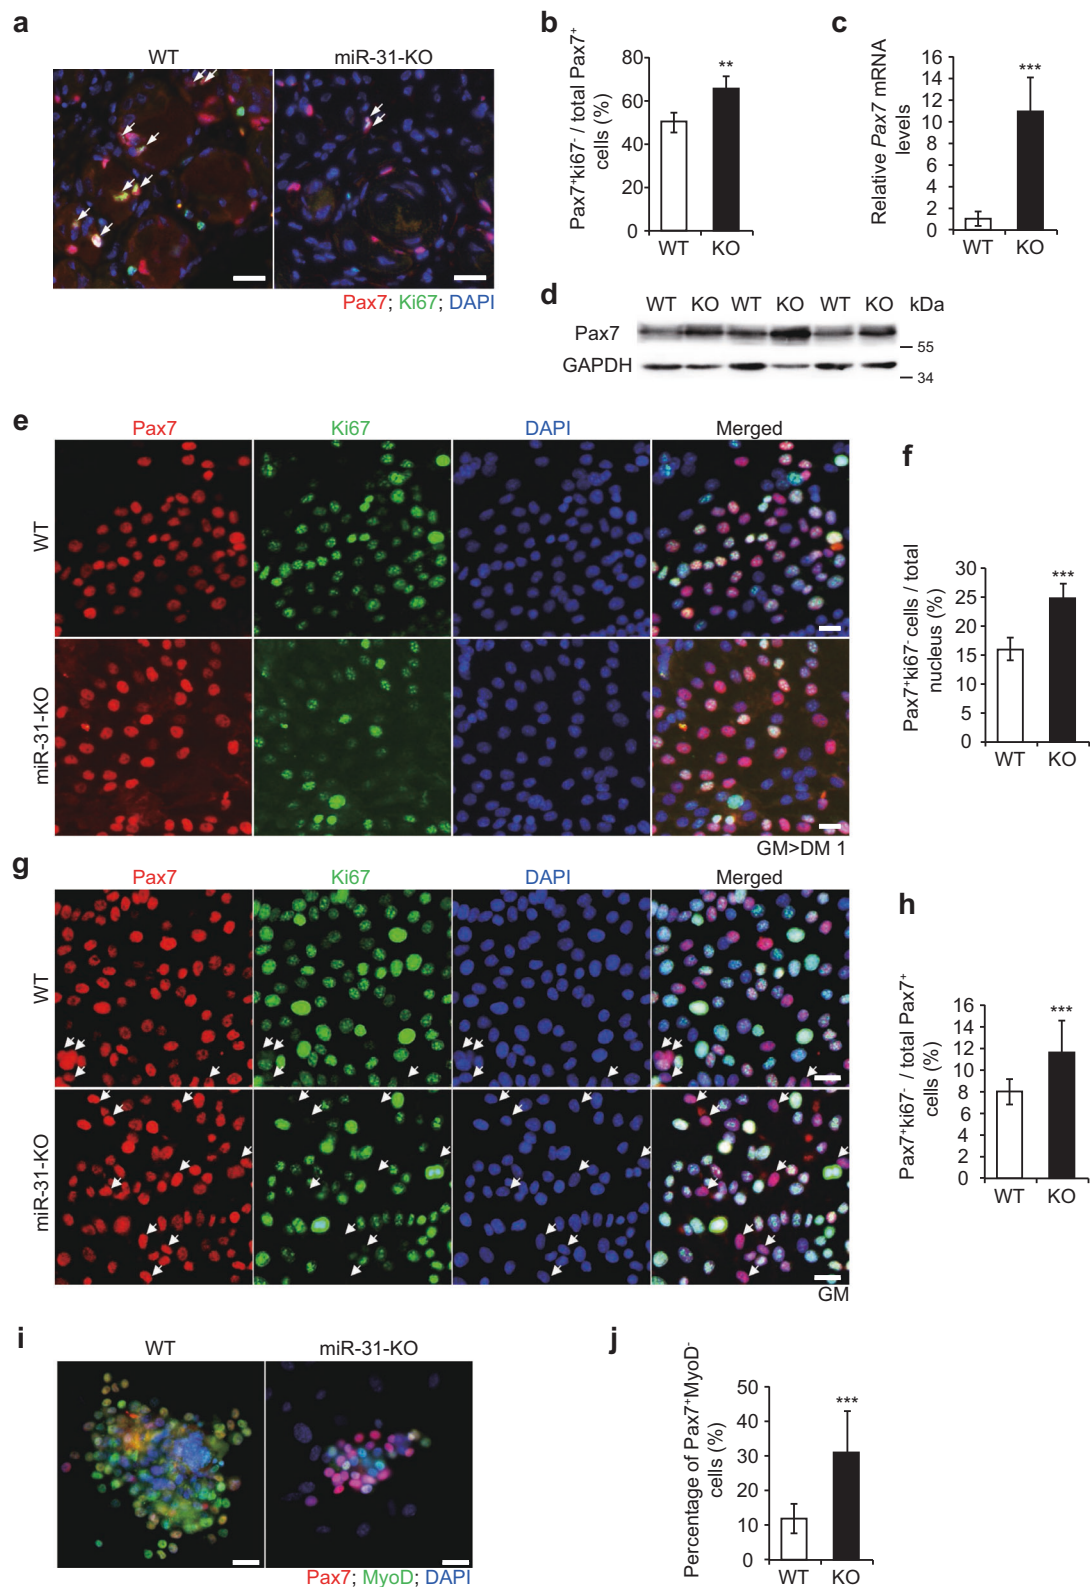 a
WT miR-31-KO
Pax7; Ki67; DAPI
b
Pax7⁺ki67⁻ / total Pax7⁺
cells (%)
80
60
40
20
0
**
WT KO
c
Relative Pax7 mRNA
levels
16
14
12
10
8
6
4
2
0
***
WT KO
d
WT KO WT KO WT KO kDa
Pax7
55
GAPDH
34
e
Pax7 Ki67 DAPI Merged
WT
miR-31-KO
GM>DM 1
f
Pax7⁺ki67⁻cells / total
nucleus (%)
30
25
20
15
10
5
0
***
WT KO
g
Pax7 Ki67 DAPI Merged
WT
miR-31-KO
GM
h
Pax7⁺ki67⁻ / total Pax7⁺
cells (%)
16
14
12
10
8
6
4
2
0
***
WT KO
i
WT miR-31-KO
Pax7; MyoD; DAPI
j
Percentage of Pax7⁺MyoD⁻
cells (%)
50
40
30
20
10
0
***
WT KO